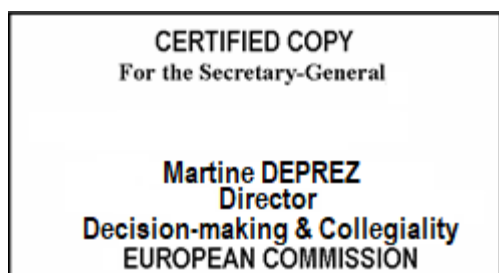 CERTIFIED COPY
For the Secretary-General
Martine DEPREZ
Director
Decision-making & Collegiality
EUROPEAN COMMISSION